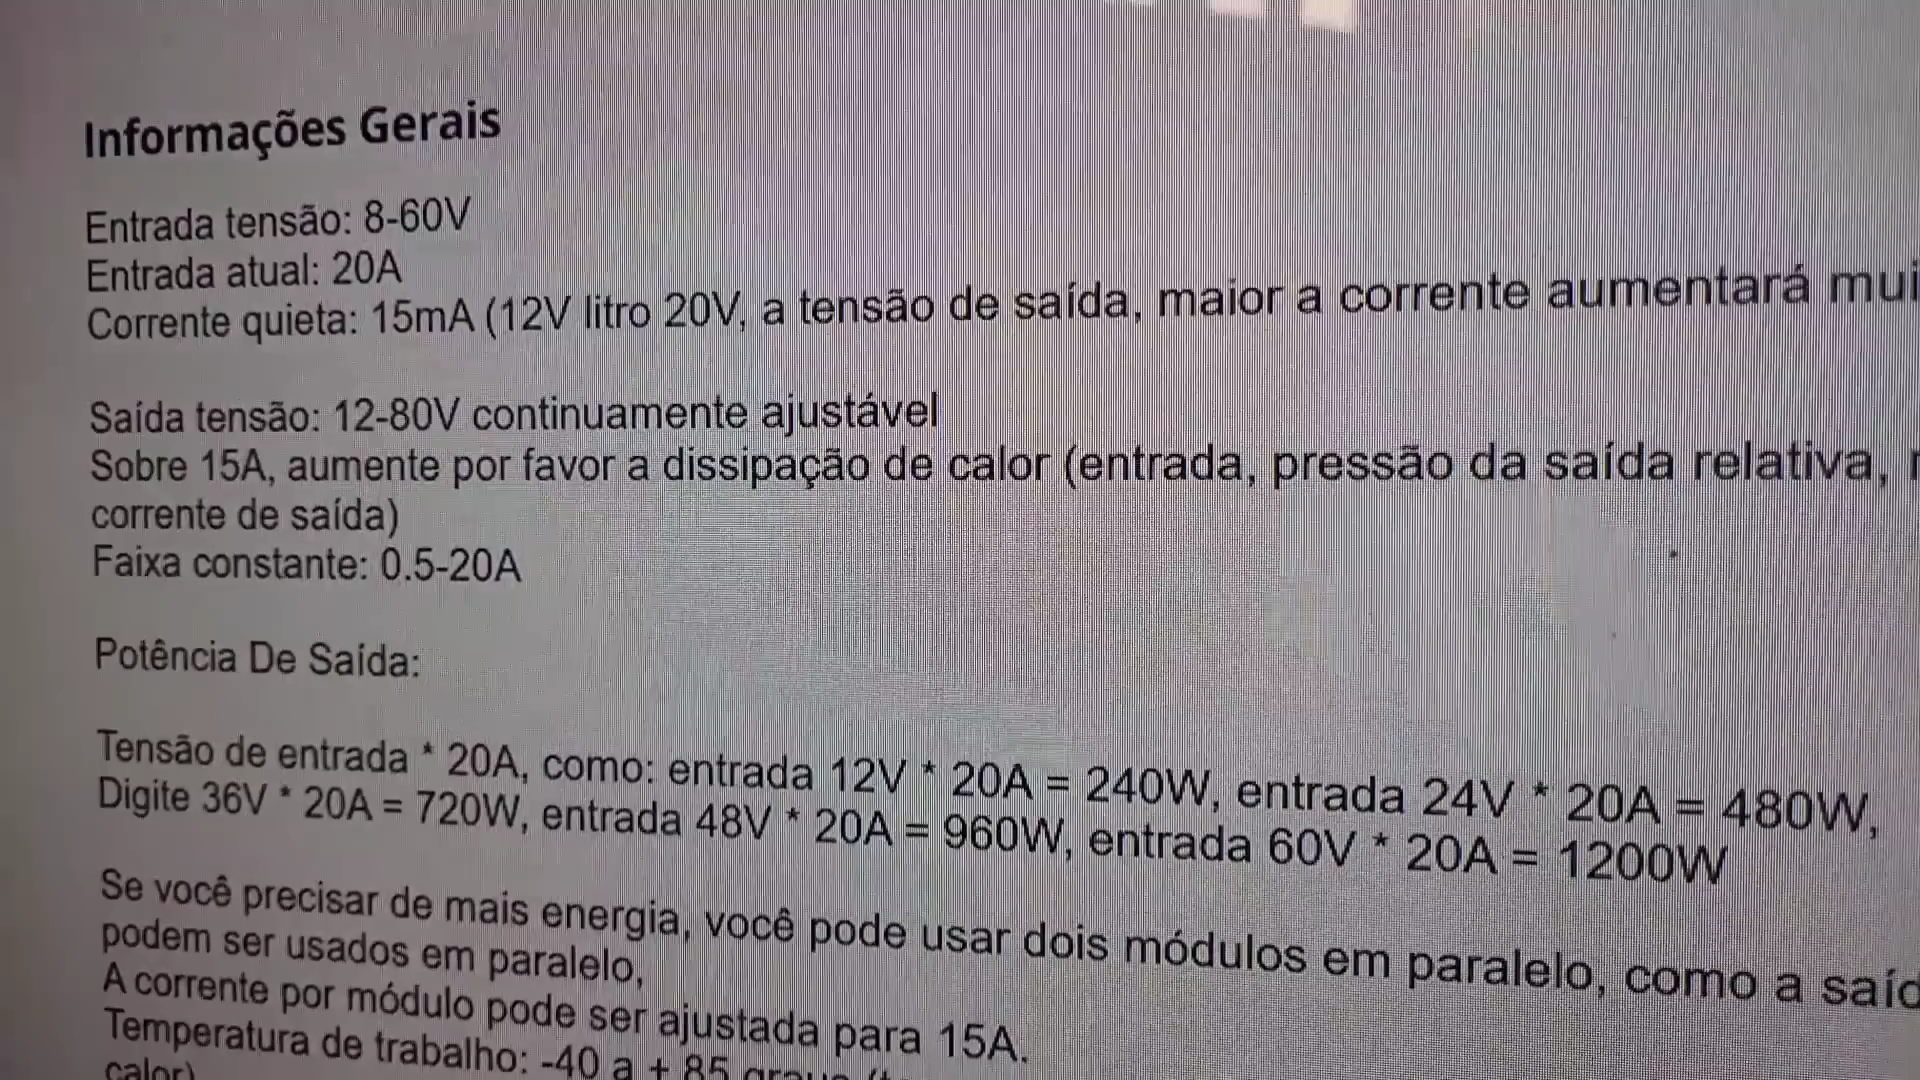 Informações Gerais
Entrada tensão: 8-60V
Entrada atual: 20A
Corrente quieta: 15mA (12V litro 20V, a tensão de saída, maior a corrente aumentará
Saída tensão: 12-80V continuamente ajustável
Sobre 15A, aumente por favor a dissipação de calor (entrada, pressão da saída relativa,
corrente de saída)
Faixa constante: 0.5-20A
Potência De Saída:
Tensão de entrada * 20A, como: entrada 12V * 20A = 240W, entrada 24V * 20A = 480W,
Digite 36V * 20A = 720W, entrada 48V * 20A = 960W, entrada 60V * 20A = 1200W
Se você precisar de mais energia, você pode usar dois módulos em paralelo, como a
podem ser usados em paralelo,
A corrente por módulo pode ser ajustada para 15A.
Temperatura de trabalho: -40 a + 85
calor)